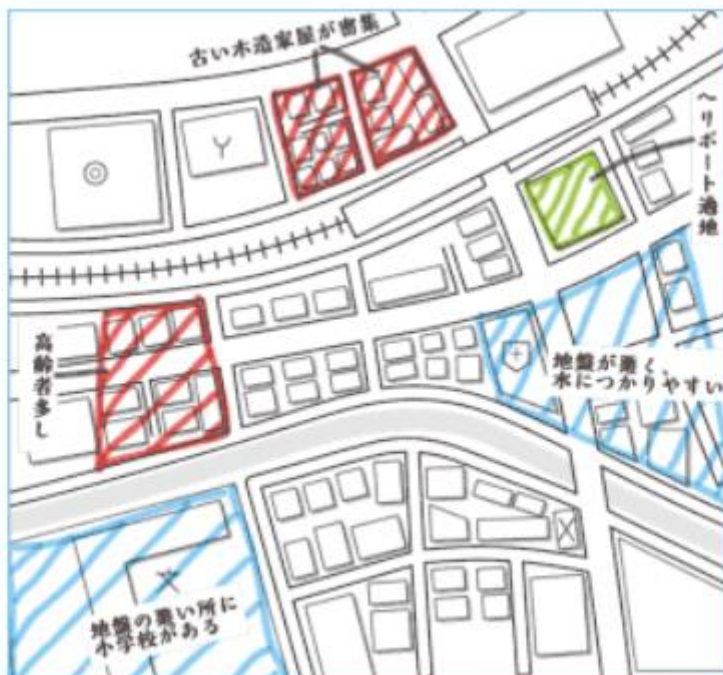 古い木造家屋が密集
ヘリポート適地
高齢者多し
地盤が悪く、
水につかりやすい
地盤の悪い所に
小学校がある